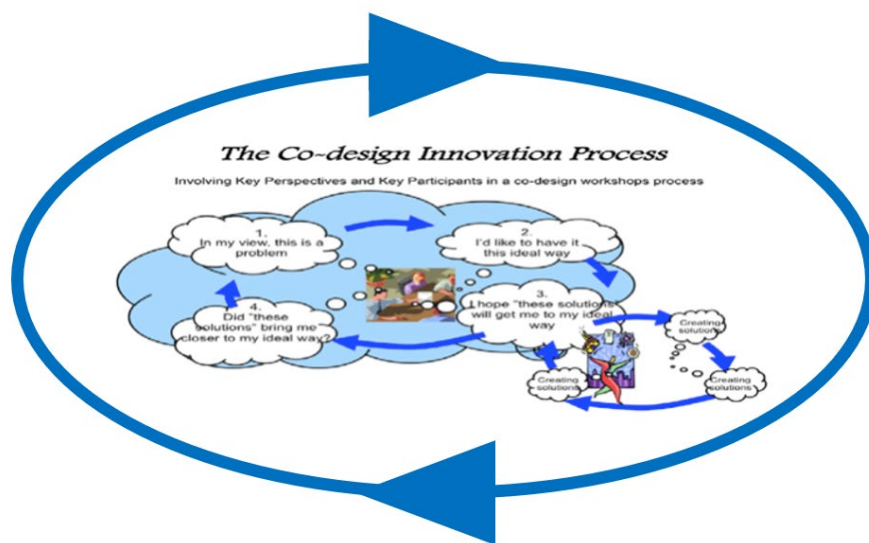 The Co-design Innovation Process
Involving Key Perspectives and Key Participants in a co-design workshops process
1.
In my view, this is a
problem
2.
I'd like to have it
this ideal way
3.
I hope "these solutions"
will get me to my ideal
way
4.
Did "these
solutions" bring me
closer to my ideal way?
Creating
solutions
Creating
solutions
Creating
solutions